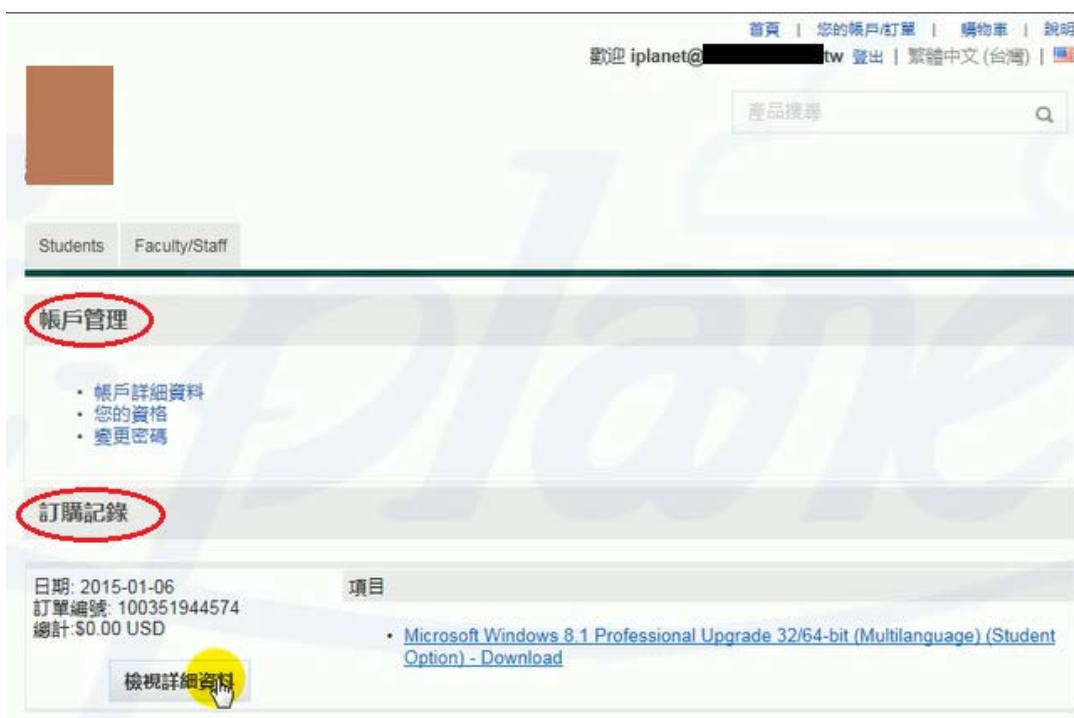 首頁 | 您的帳戶/訂單 | 購物車 | 說明
歡迎 iplanet@ tw 登出 | 繁體中文 (台灣) |
產品搜尋
Students Faculty/Staff
帳戶管理
• 帳戶詳細資料
• 您的資格
• 變更密碼
訂購記錄
日期: 2015-01-06
訂單編號: 100351944574
總計:$0.00 USD
檢視詳細資料
項目
• Microsoft Windows 8.1 Professional Upgrade 32/64-bit (Multilanguage) (Student
Option) - Download
iplanet